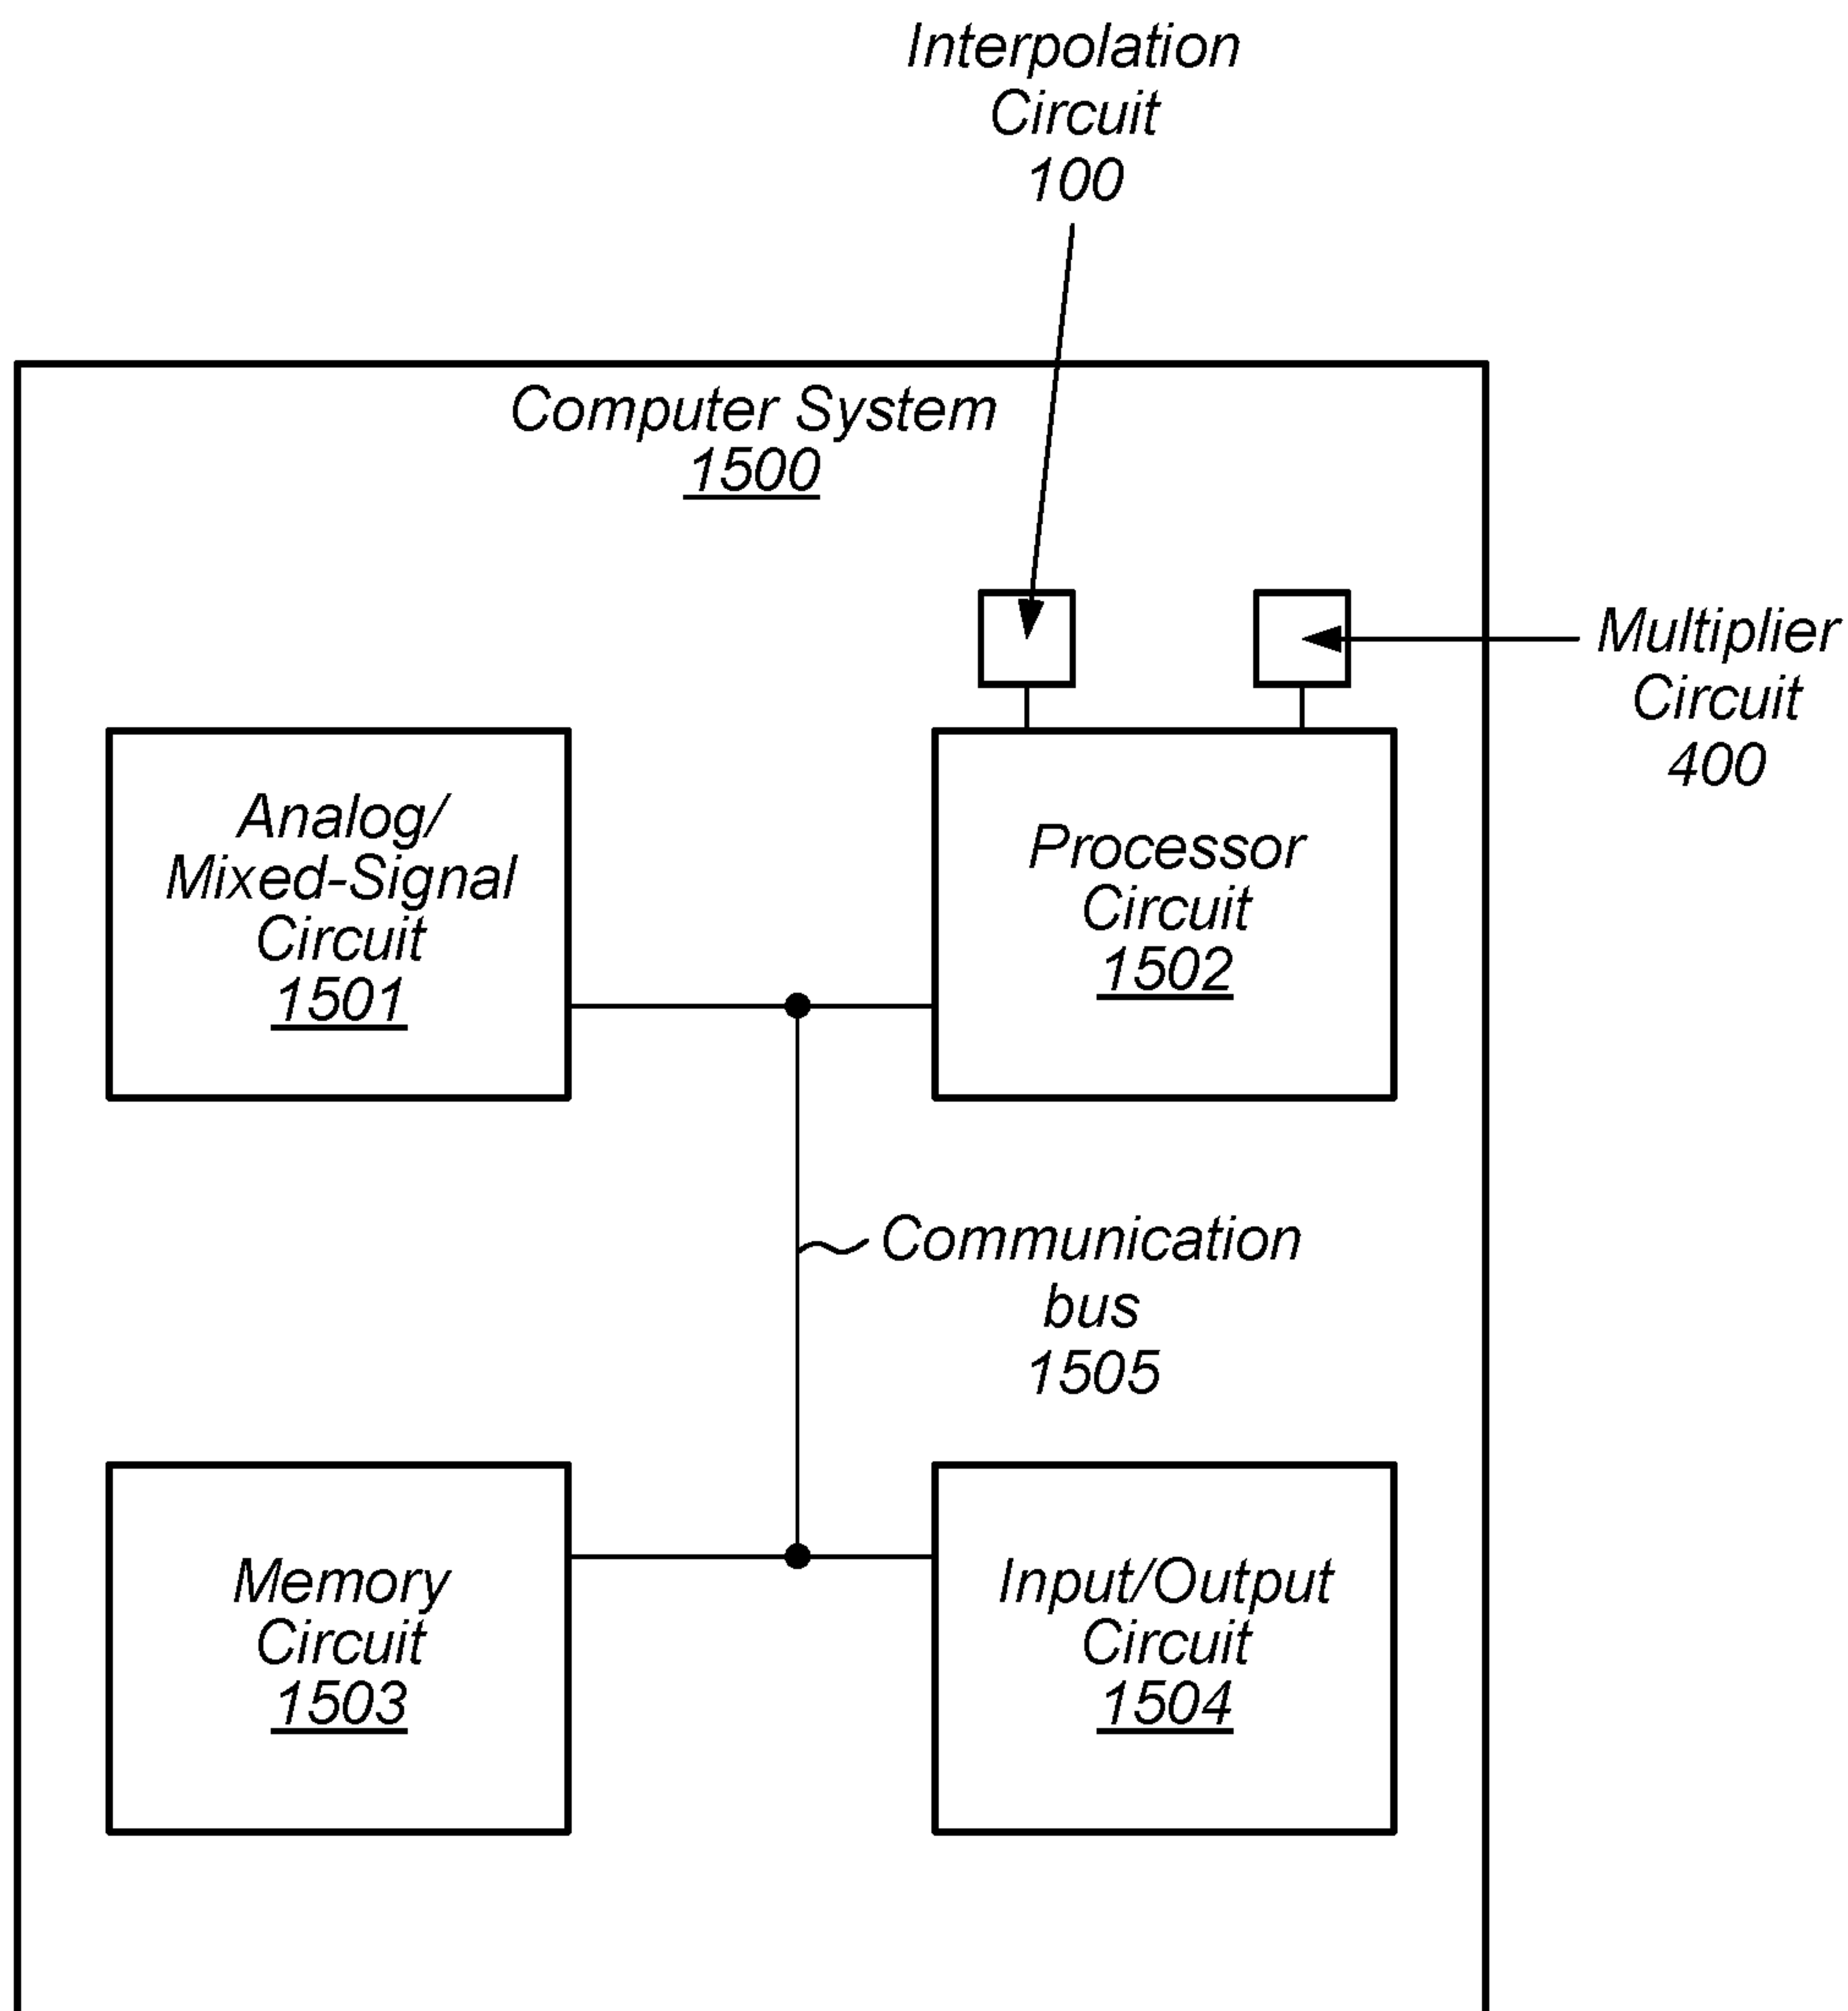 Interpolation
Circuit
100
Computer System
1500
Multiplier
Circuit
400
Analog/
Mixed-Signal
Circuit
1501
Processor
Circuit
1502
Communication
bus
1505
Memory
Circuit
1503
Input/Output
Circuit
1504